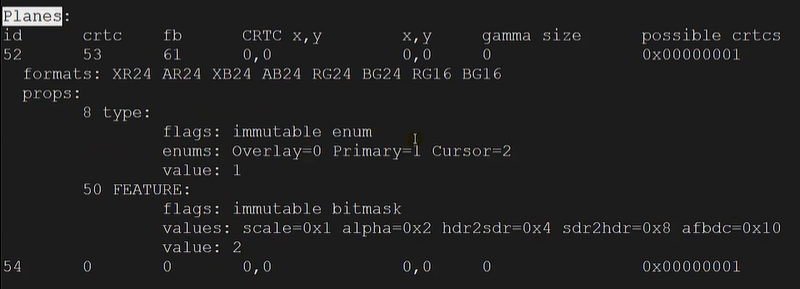 Planes:
id crtc fb CRTC x,y x,y gamma size possible crtcs
52 53 61 0,0 0,0 0 0x00000001
formats: XR24 AR24 XB24 AB24 RG24 BG24 RG16 BG16
props:
8 type:
flags: immutable enum
enums: Overlay=0 Primary=1 Cursor=2
value: 1
50 FEATURE:
flags: immutable bitmask
values: scale=0x1 alpha=0x2 hdr2sdr=0x4 sdr2hdr=0x8 afbdc=0x10
value: 2
54 0 0 0,0 0,0 0 0x00000001